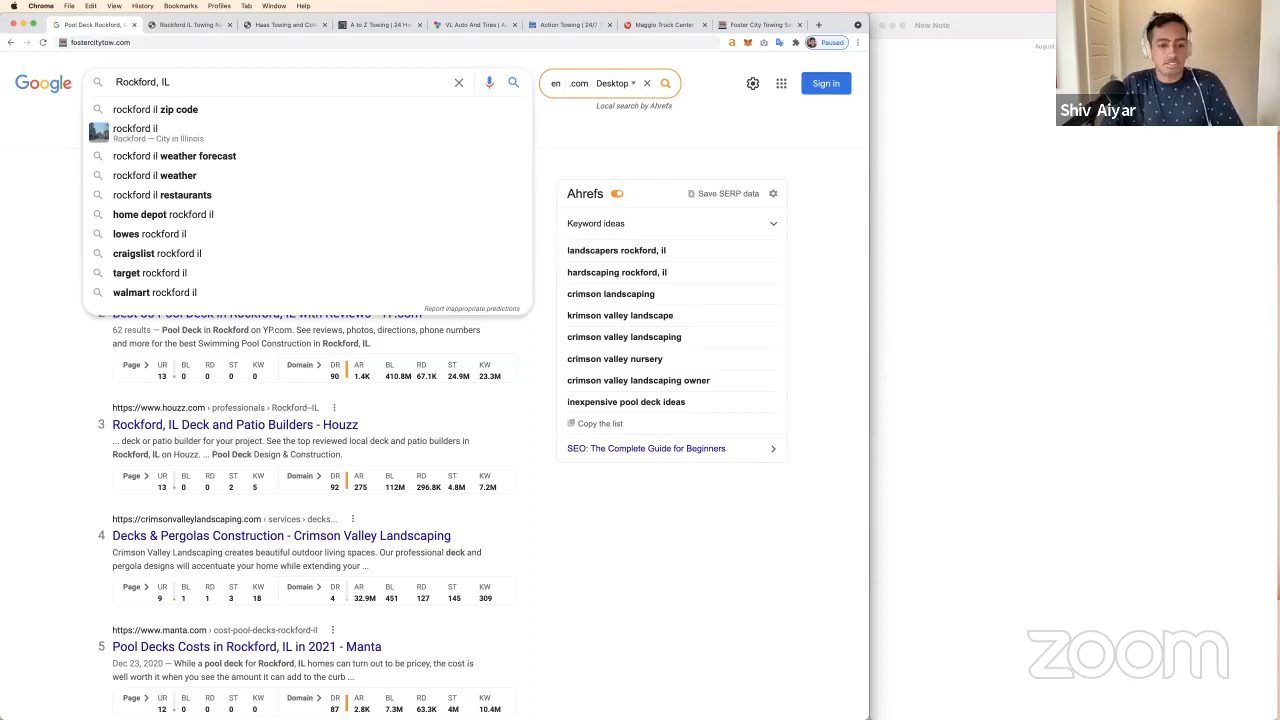 Chrome File Edit View History Bookmarks Profiles Tab Window Help
Pool Deck Rockford, IL
Rockford IL Towing
Haas Towing and Coll
A to Z Towing | 24 H
VL Auto And Tires | A
Action Towing | 24/7
Maggio Truck Center
Foster City Towing Se
New Note
fostercitytow.com
Paused
August
Google
Rockford, IL
en .com Desktop
Local search by Ahrefs
Sign in
Shiv Aiyar
rockford il zip code
rockford il
Rockford — City in Illinois
rockford il weather forecast
rockford il weather
rockford il restaurants
home depot rockford il
lowes rockford il
craigslist rockford il
target rockford il
walmart rockford il
Report inappropriate predictions
Ahrefs
Save SERP data
Keyword ideas
landscapers rockford, il
hardscaping rockford, il
crimson landscaping
crimson valley landscape
crimson valley landscaping
crimson valley nursery
crimson valley landscaping owner
inexpensive pool deck ideas
Copy the list
SEO: The Complete Guide for Beginners
62 results — Pool Deck in Rockford on YP.com. See reviews, photos, directions, phone numbers
and more for the best Swimming Pool Construction in Rockford, IL.
Page UR BL RD ST KW Domain DR AR BL RD ST KW
13 0 0 0 0 90 1.4K 410.8M 67.1K 24.9M 23.3M
https://www.houzz.com › professionals › Rockford--IL
3 Rockford, IL Deck and Patio Builders - Houzz
... deck or patio builder for your project. See the top reviewed local deck and patio builders in
Rockford, IL on Houzz. ... Pool Deck Design & Construction.
Page UR BL RD ST KW Domain DR AR BL RD ST KW
13 0 0 2 5 92 275 112M 296.8K 4.8M 7.2M
https://crimsonvalleylandscaping.com › services › decks...
4 Decks & Pergolas Construction - Crimson Valley Landscaping
Crimson Valley Landscaping creates beautiful outdoor living spaces. Our professional deck and
pergola designs will accentuate your home while extending your ...
Page UR BL RD ST KW Domain DR AR BL RD ST KW
9 1 1 3 18 4 32.9M 451 127 145 309
https://www.manta.com › cost-pool-decks-rockford-il
5 Pool Decks Costs in Rockford, IL in 2021 - Manta
Dec 23, 2020 — While a pool deck for Rockford, IL homes can turn out to be pricey, the cost is
well worth it when you see the amount it can add to the curb ...
Page UR BL RD ST KW Domain DR AR BL RD ST KW
12 0 0 0 0 87 2.8K 7.3M 63.3K 4M 10.4M
zoom